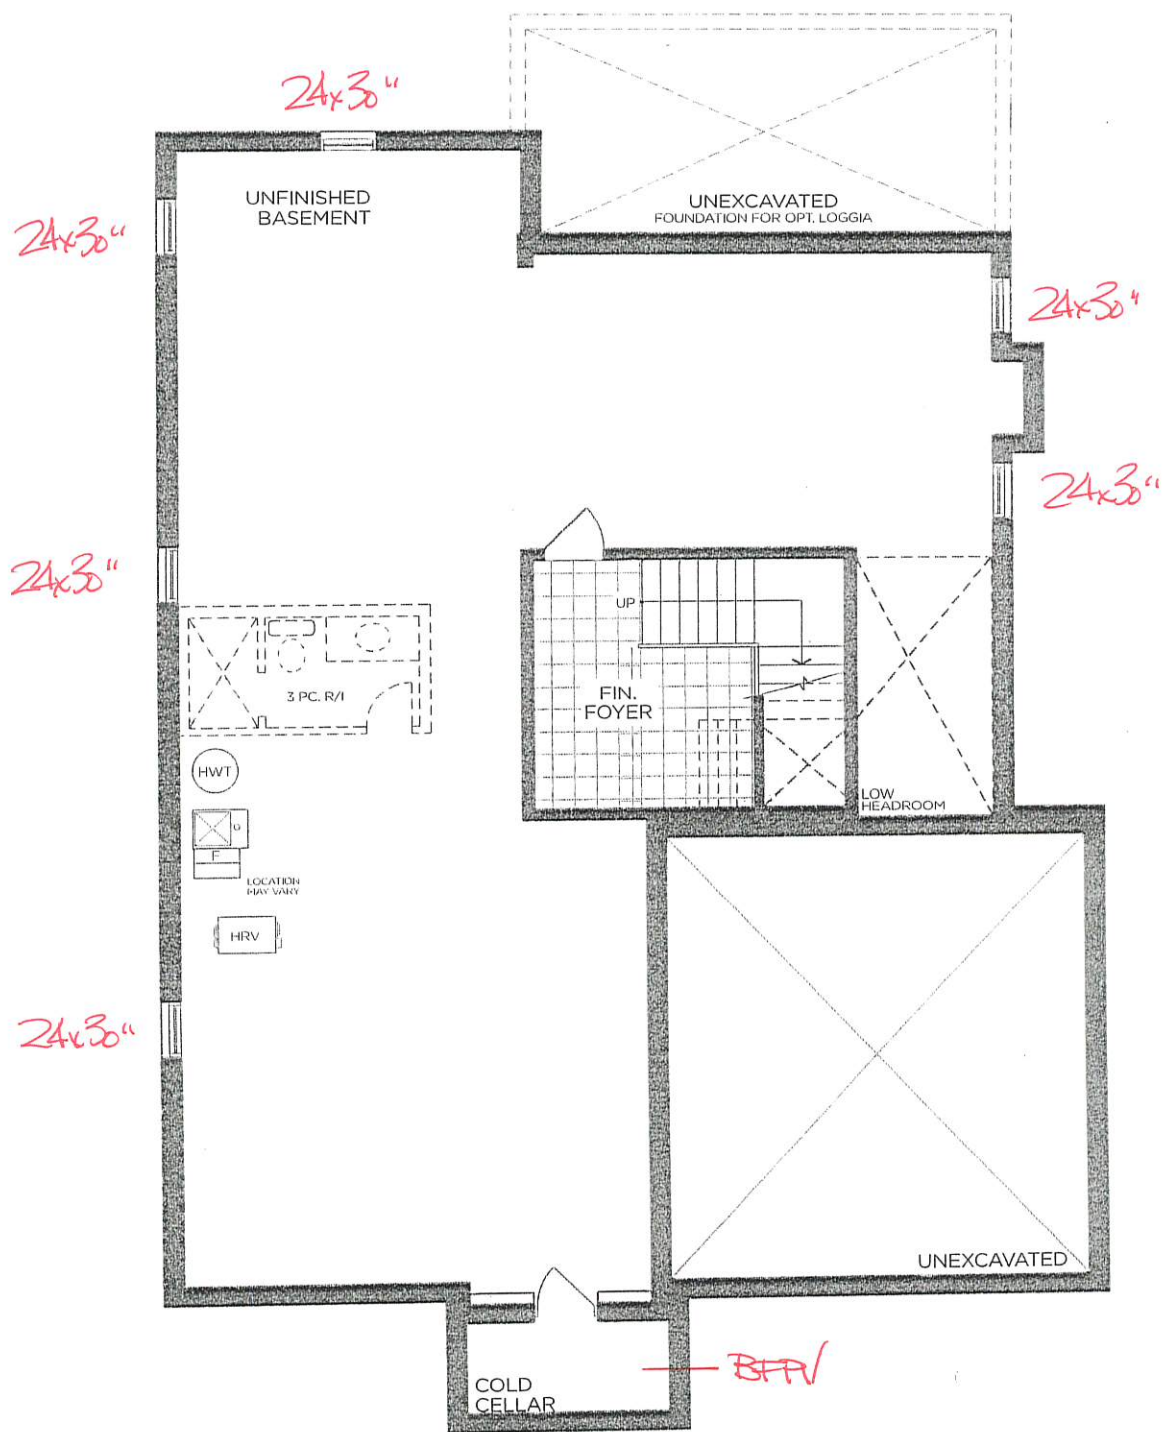 24x30"
UNFINISHED
BASEMENT
UNEXCAVATED
FOUNDATION FOR OPT. LOGGIA
24x30"
24x30"
24x30"
24x30"
UP
FIN.
FOYER
3 PC. R/I
HWT
LOW
HEADROOM
F
LOCATION
MAY VARY
HRV
24x30"
UNEXCAVATED
COLD
CELLAR